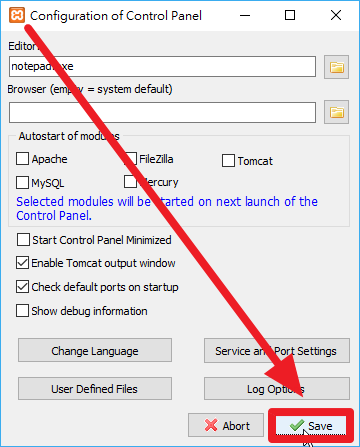 Configuration of Control Panel
Editor:
notepad.exe
Browser (empty = system default)
Autostart of modules
Apache
FileZilla
Tomcat
MySQL
Mercury
Selected modules will be started on next launch of the
Control Panel.
Start Control Panel Minimized
Enable Tomcat output window
Check default ports on startup
Show debug information
Change Language
Service and Port Settings
User Defined Files
Log Options
Abort
Save